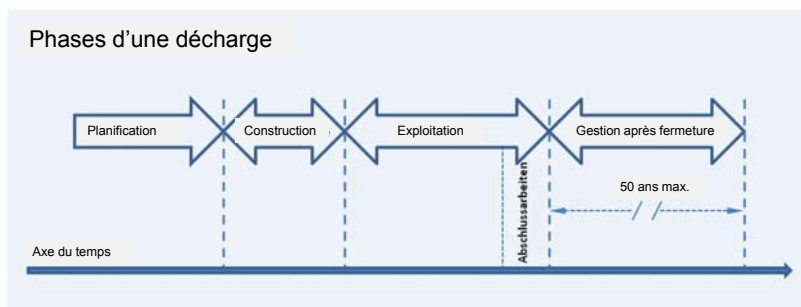 Phases d’une décharge
Planification
Construction
Exploitation
Gestion après fermeture
Abschlussarbeiten
50 ans max.
Axe du temps